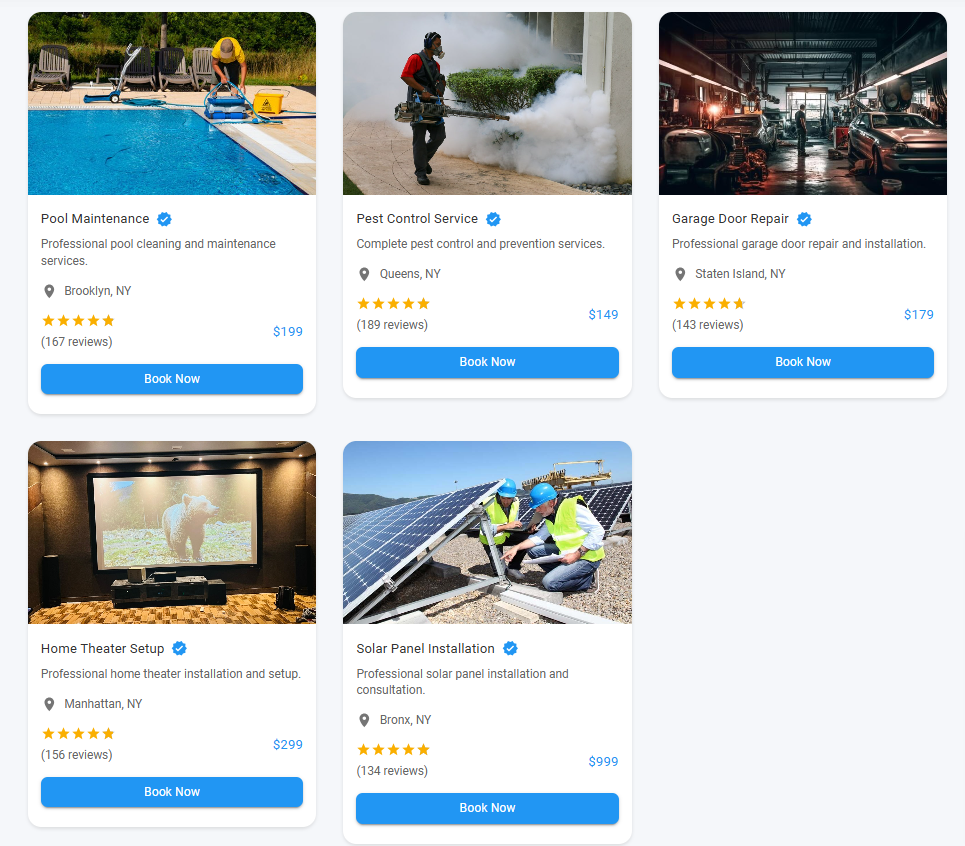 Pool Maintenance
Professional pool cleaning and maintenance
services.
Brooklyn, NY
(167 reviews)
$199
Book Now
Pest Control Service
Complete pest control and prevention services.
Queens, NY
(189 reviews)
$149
Book Now
Garage Door Repair
Professional garage door repair and installation.
Staten Island, NY
(143 reviews)
$179
Book Now
Home Theater Setup
Professional home theater installation and setup.
Manhattan, NY
(156 reviews)
$299
Book Now
Solar Panel Installation
Professional solar panel installation and
consultation.
Bronx, NY
(134 reviews)
$999
Book Now